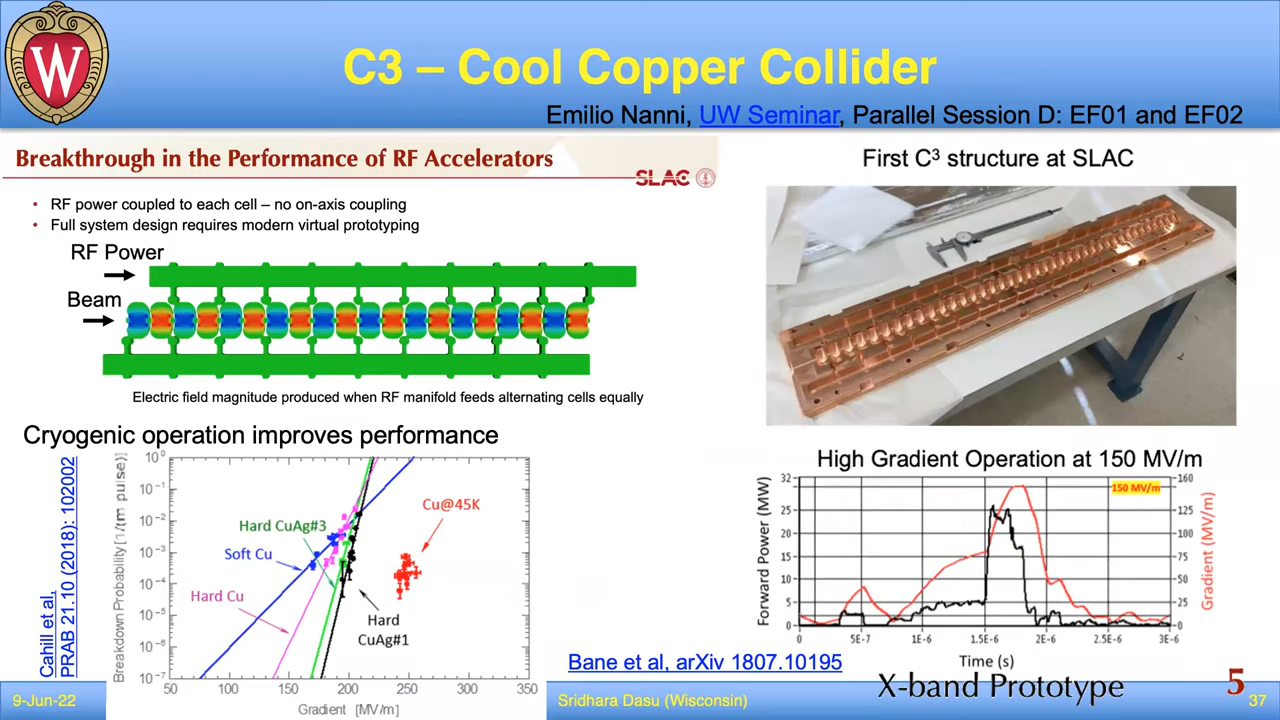 W
C3 – Cool Copper Collider
Emilio Nanni, UW Seminar, Parallel Session D: EF01 and EF02
Breakthrough in the Performance of RF Accelerators
SLAC
• RF power coupled to each cell – no on-axis coupling
• Full system design requires modern virtual prototyping
RF Power
Beam
Electric field magnitude produced when RF manifold feeds alternating cells equally
First C³ structure at SLAC
Cryogenic operation improves performance
Cahill et al,
PRAB 21.10 (2018): 102002
Breakdown Probability [1/(m pulse)]
10⁰
10⁻¹
10⁻²
10⁻³
10⁻⁴
10⁻⁵
10⁻⁶
10⁻⁷
Cu@45K
Hard CuAg#3
Soft Cu
Hard Cu
Hard
CuAg#1
50 100 150 200 250 300 350
Gradient [MV/m]
High Gradient Operation at 150 MV/m
Forward Power (MW)
32
25
20
15
10
5
0
150 MV/m
160
125
100
75
50
25
0
Gradient (MV/m)
0 5E-7 1E-6 1.5E-6 2E-6 2.5E-6 3E-6
Time (s)
Bane et al, arXiv 1807.10195
X-band Prototype
5
9-Jun-22
Sridhara Dasu (Wisconsin)
37